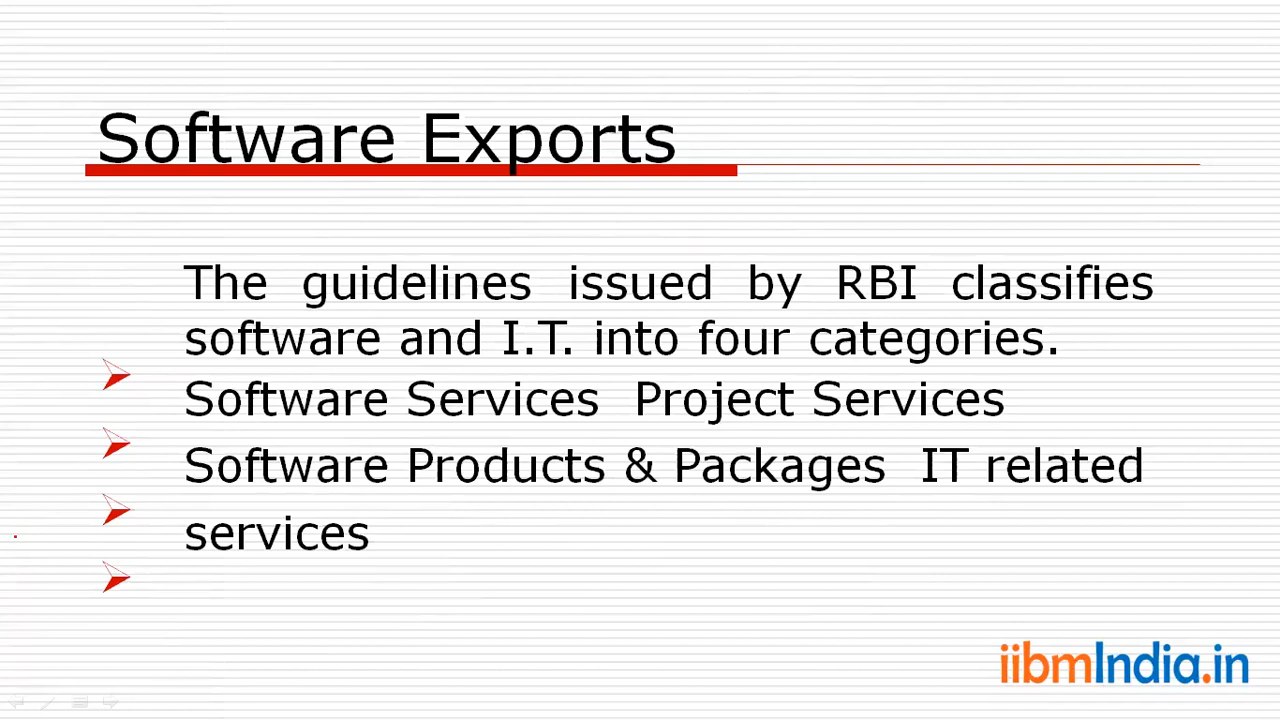 Software Exports
The guidelines issued by RBI classifies
software and I.T. into four categories.
Software Services Project Services
Software Products & Packages IT related
services
iibmIndia.in